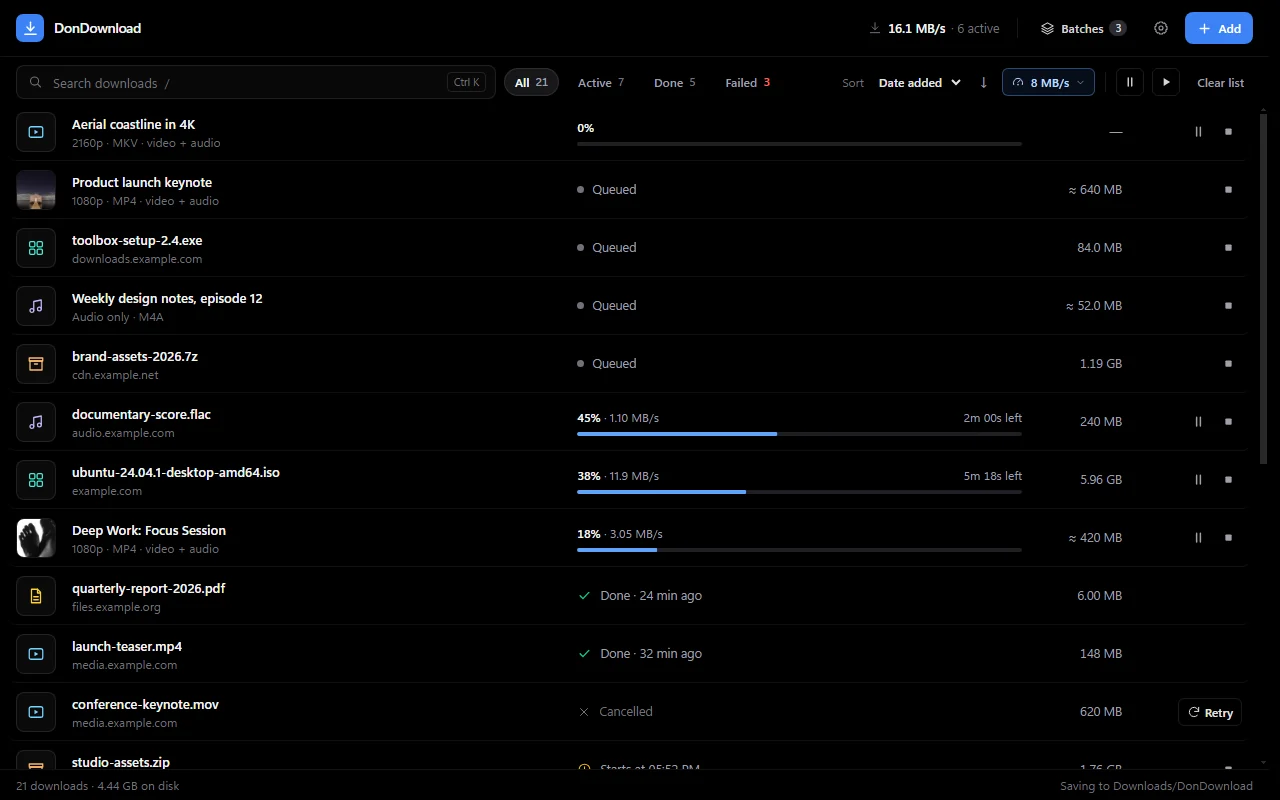 DonDownload
16.1 MB/s · 6 active
Batches 3
Add
Search downloads /
Ctrl K
All 21
Active 7
Done 5
Failed 3
Sort
Date added
8 MB/s
Clear list
Aerial coastline in 4K
2160p · MKV · video + audio
0%
—
Product launch keynote
1080p · MP4 · video + audio
Queued
≈ 640 MB
toolbox-setup-2.4.exe
downloads.example.com
Queued
84.0 MB
Weekly design notes, episode 12
Audio only · M4A
Queued
≈ 52.0 MB
brand-assets-2026.7z
cdn.example.net
Queued
1.19 GB
documentary-score.flac
audio.example.com
45% · 1.10 MB/s
2m 00s left
240 MB
ubuntu-24.04.1-desktop-amd64.iso
example.com
38% · 11.9 MB/s
5m 18s left
5.96 GB
Deep Work: Focus Session
1080p · MP4 · video + audio
18% · 3.05 MB/s
≈ 420 MB
quarterly-report-2026.pdf
files.example.org
Done · 24 min ago
6.00 MB
launch-teaser.mp4
media.example.com
Done · 32 min ago
148 MB
conference-keynote.mov
media.example.com
Cancelled
620 MB
Retry
studio-assets.zip
Starts at 05:52 PM
1.76 GB
21 downloads · 4.44 GB on disk
Saving to Downloads/DonDownload